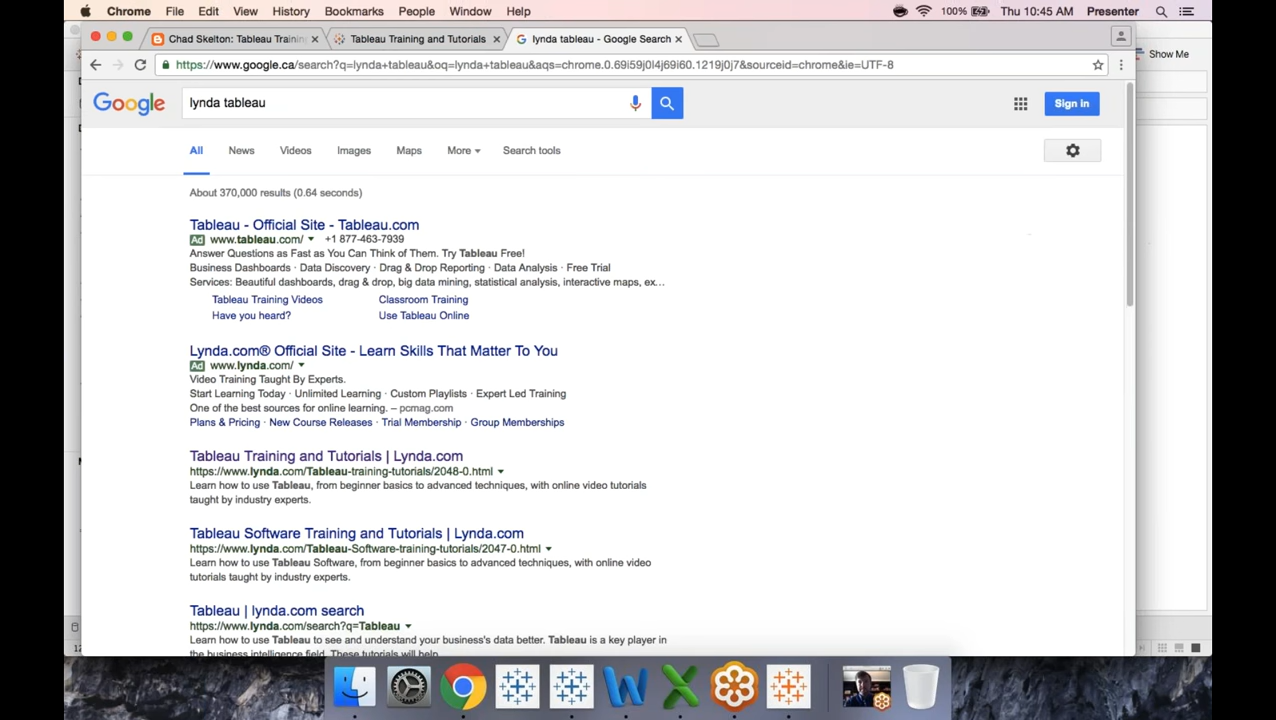 Chrome File Edit View History Bookmarks People Window Help 100% Thu 10:45 AM Presenter
Chad Skelton: Tableau Trainin Tableau Training and Tutorials lynda tableau - Google Search
https://www.google.ca/search?q=lynda+tableau&oq=lynda+tableau&aqs=chrome.0.69i59j0l4j69i60.1219j0j7&sourceid=chrome&ie=UTF-8
Show Me
Google lynda tableau Sign in
All News Videos Images Maps More Search tools
About 370,000 results (0.64 seconds)
Tableau - Official Site - Tableau.com
Ad www.tableau.com/ +1 877-463-7939
Answer Questions as Fast as You Can Think of Them. Try Tableau Free!
Business Dashboards · Data Discovery · Drag & Drop Reporting · Data Analysis · Free Trial
Services: Beautiful dashboards, drag & drop, big data mining, statistical analysis, interactive maps, ex...
Tableau Training Videos Classroom Training
Have you heard? Use Tableau Online
Lynda.com® Official Site - Learn Skills That Matter To You
Ad www.lynda.com/
Video Training Taught By Experts.
Start Learning Today · Unlimited Learning · Custom Playlists · Expert Led Training
One of the best sources for online learning. – pcmag.com
Plans & Pricing · New Course Releases · Trial Membership · Group Memberships
Tableau Training and Tutorials | Lynda.com
https://www.lynda.com/Tableau-training-tutorials/2048-0.html
Learn how to use Tableau, from beginner basics to advanced techniques, with online video tutorials
taught by industry experts.
Tableau Software Training and Tutorials | Lynda.com
https://www.lynda.com/Tableau-Software-training-tutorials/2047-0.html
Learn how to use Tableau Software, from beginner basics to advanced techniques, with online video
tutorials taught by industry experts.
Tableau | lynda.com search
https://www.lynda.com/search?q=Tableau
Learn how to use Tableau to see and understand your business's data better. Tableau is a key player in
the business intelligence field. These tutorials will help